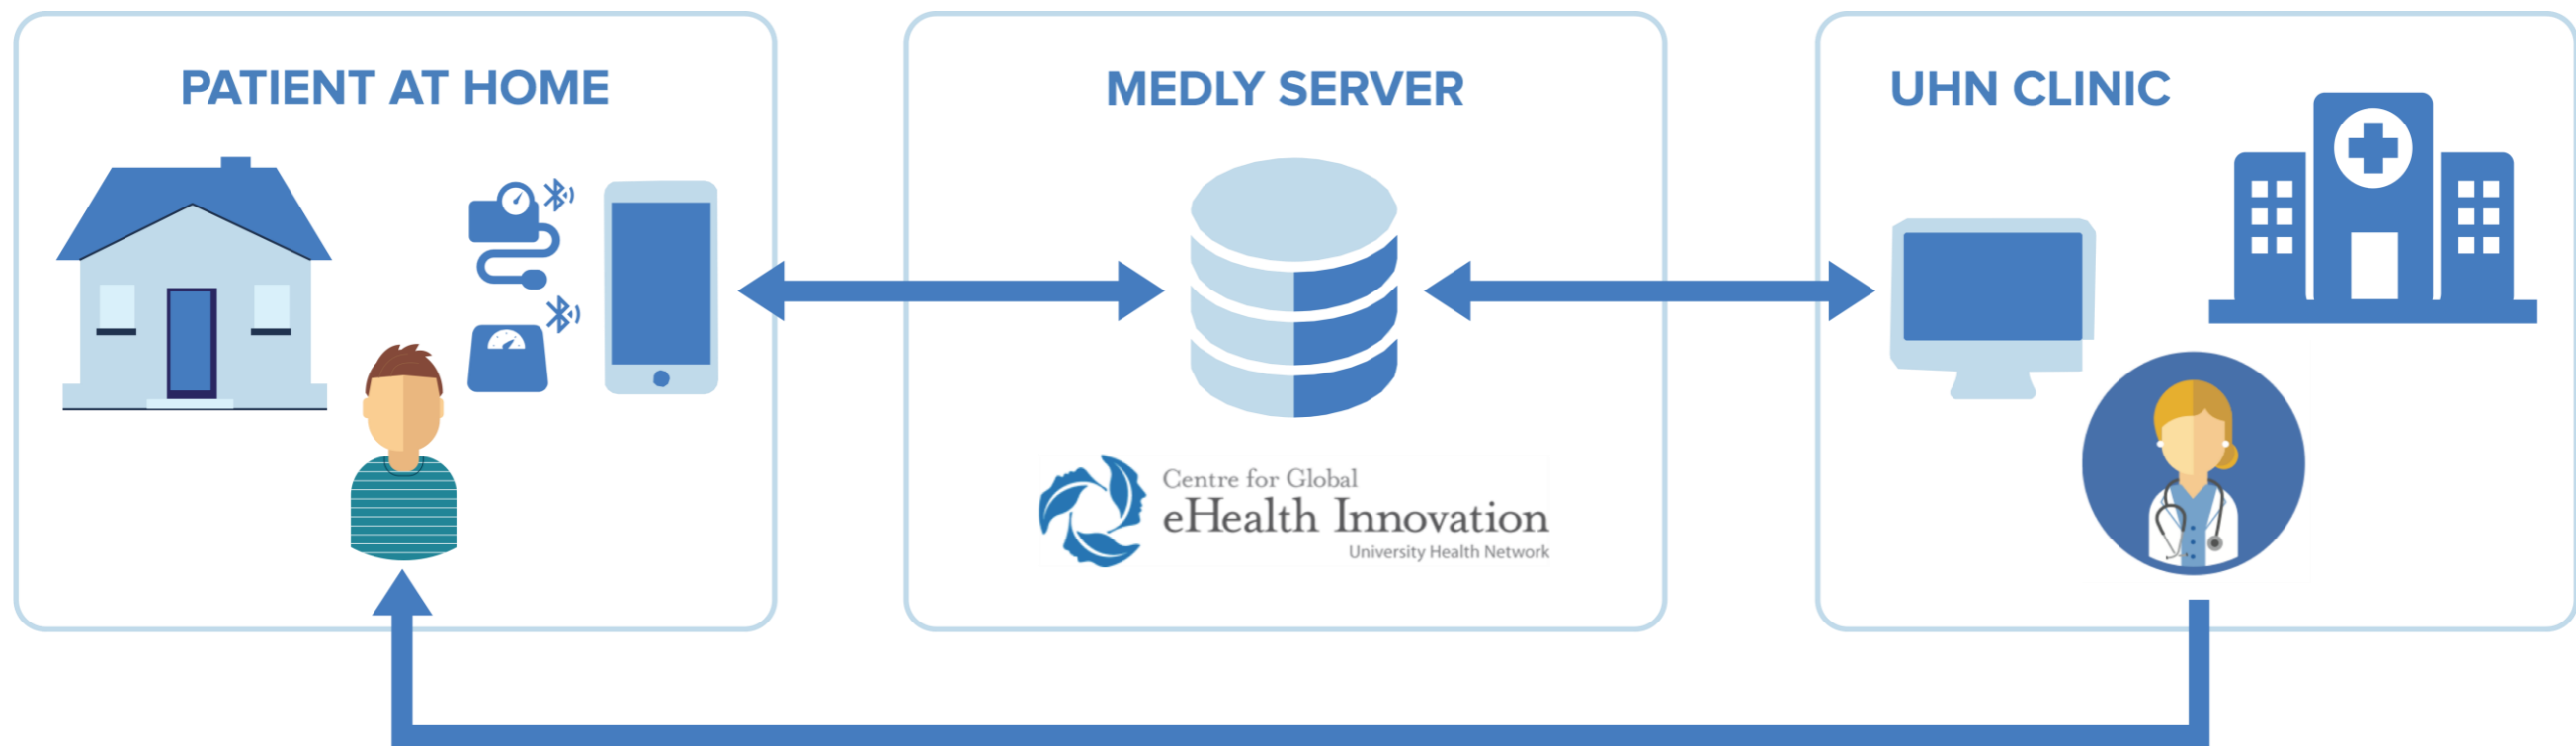 PATIENT AT HOME
MEDLY SERVER
Centre for Global
eHealth Innovation
University Health Network
UHN CLINIC